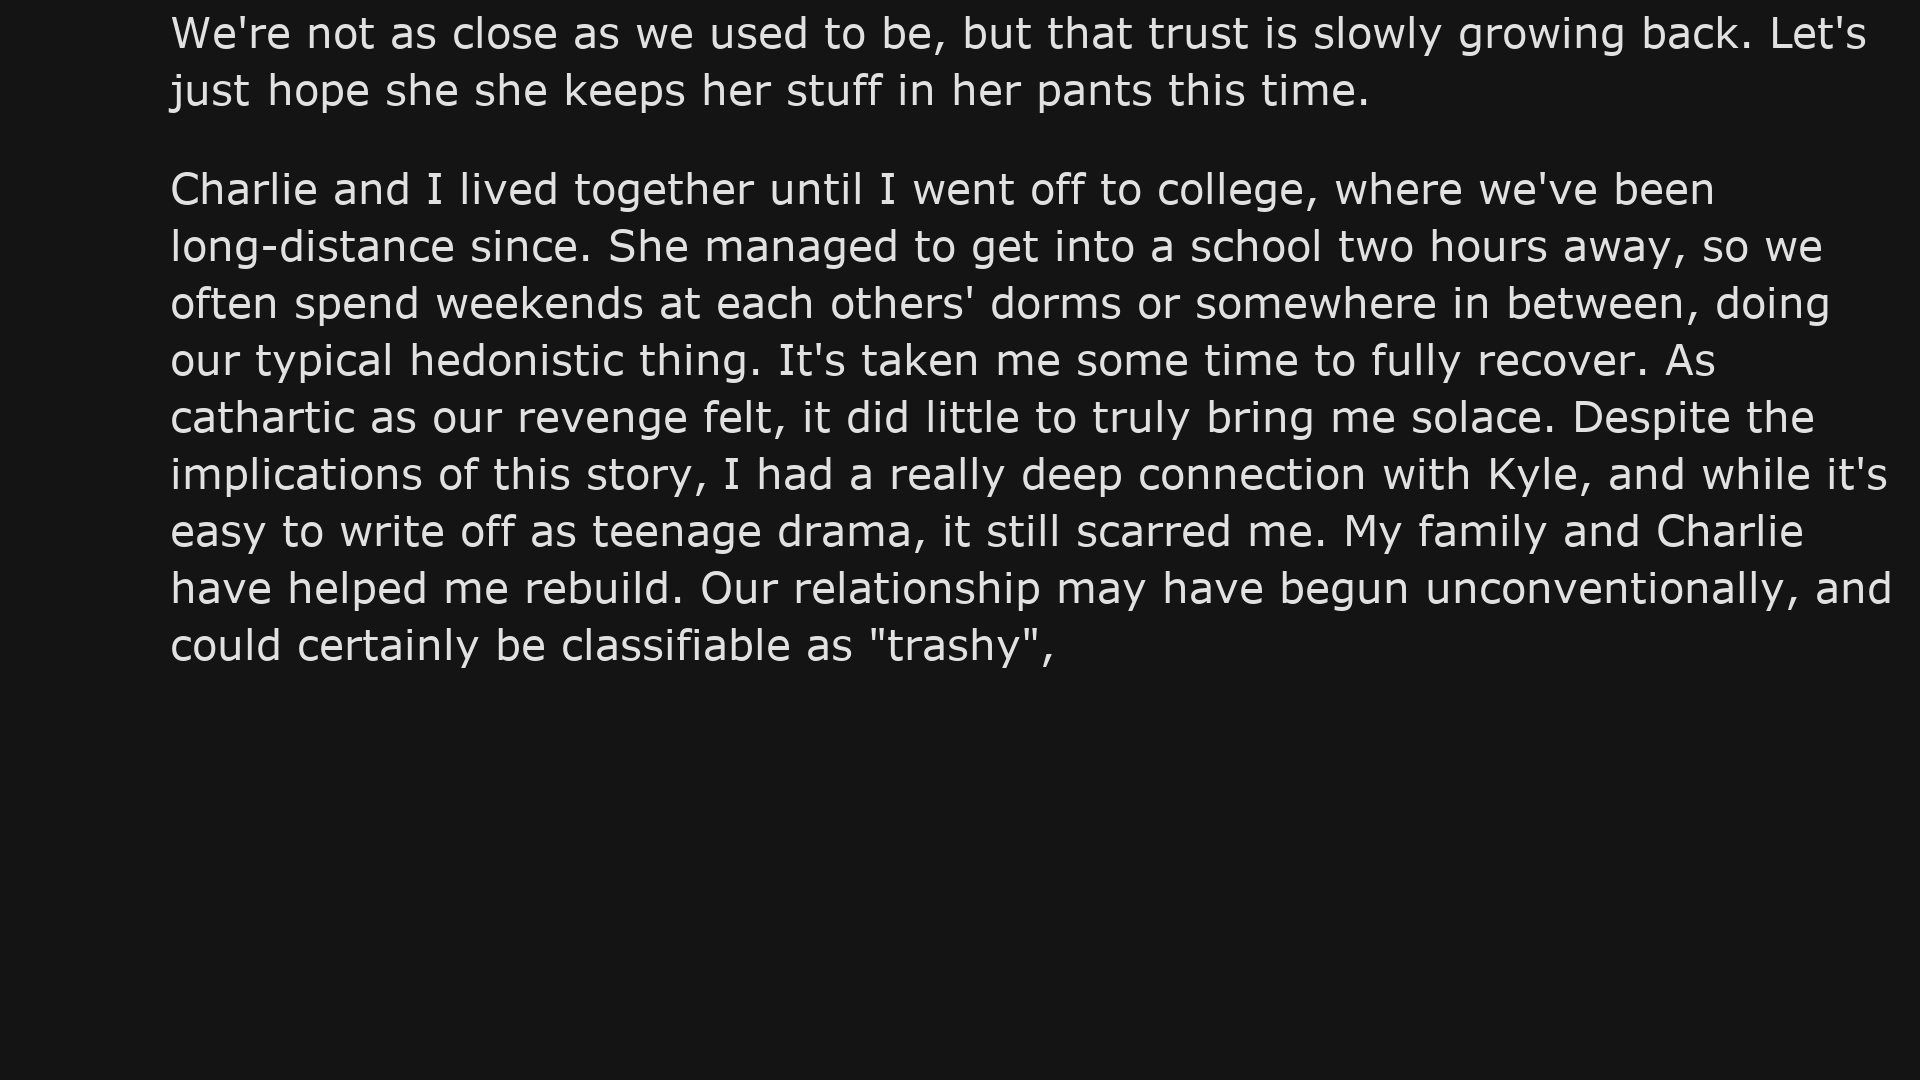 We're not as close as we used to be, but that trust is slowly growing back. Let's
just hope she she keeps her stuff in her pants this time.
Charlie and I lived together until I went off to college, where we've been
long-distance since. She managed to get into a school two hours away, so we
often spend weekends at each others' dorms or somewhere in between, doing
our typical hedonistic thing. It's taken me some time to fully recover. As
cathartic as our revenge felt, it did little to truly bring me solace. Despite the
implications of this story, I had a really deep connection with Kyle, and while it's
easy to write off as teenage drama, it still scarred me. My family and Charlie
have helped me rebuild. Our relationship may have begun unconventionally, and
could certainly be classifiable as "trashy",